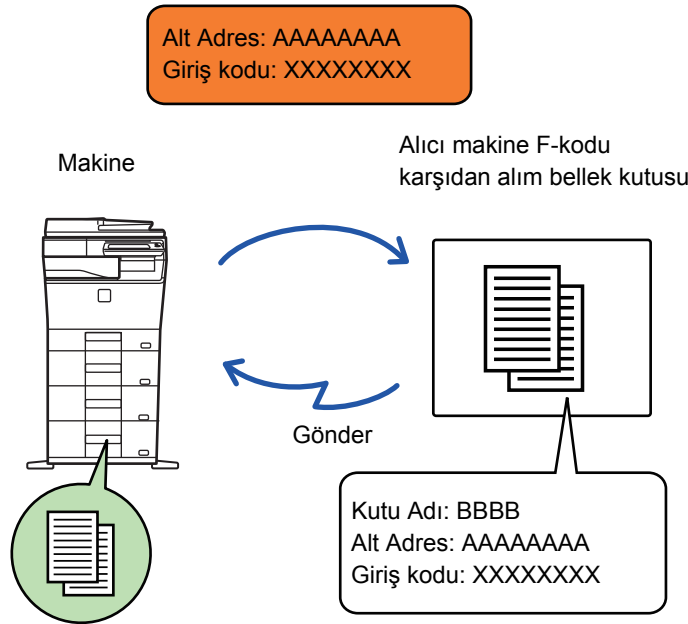 Alt Adres: AAAAAAAA
Giriş kodu: XXXXXXXX
Makine
Alıcı makine F-kodu
karşıdan alım bellek kutusu
Gönder
Kutu Adı: BBBB
Alt Adres: AAAAAAAA
Giriş kodu: XXXXXXXX